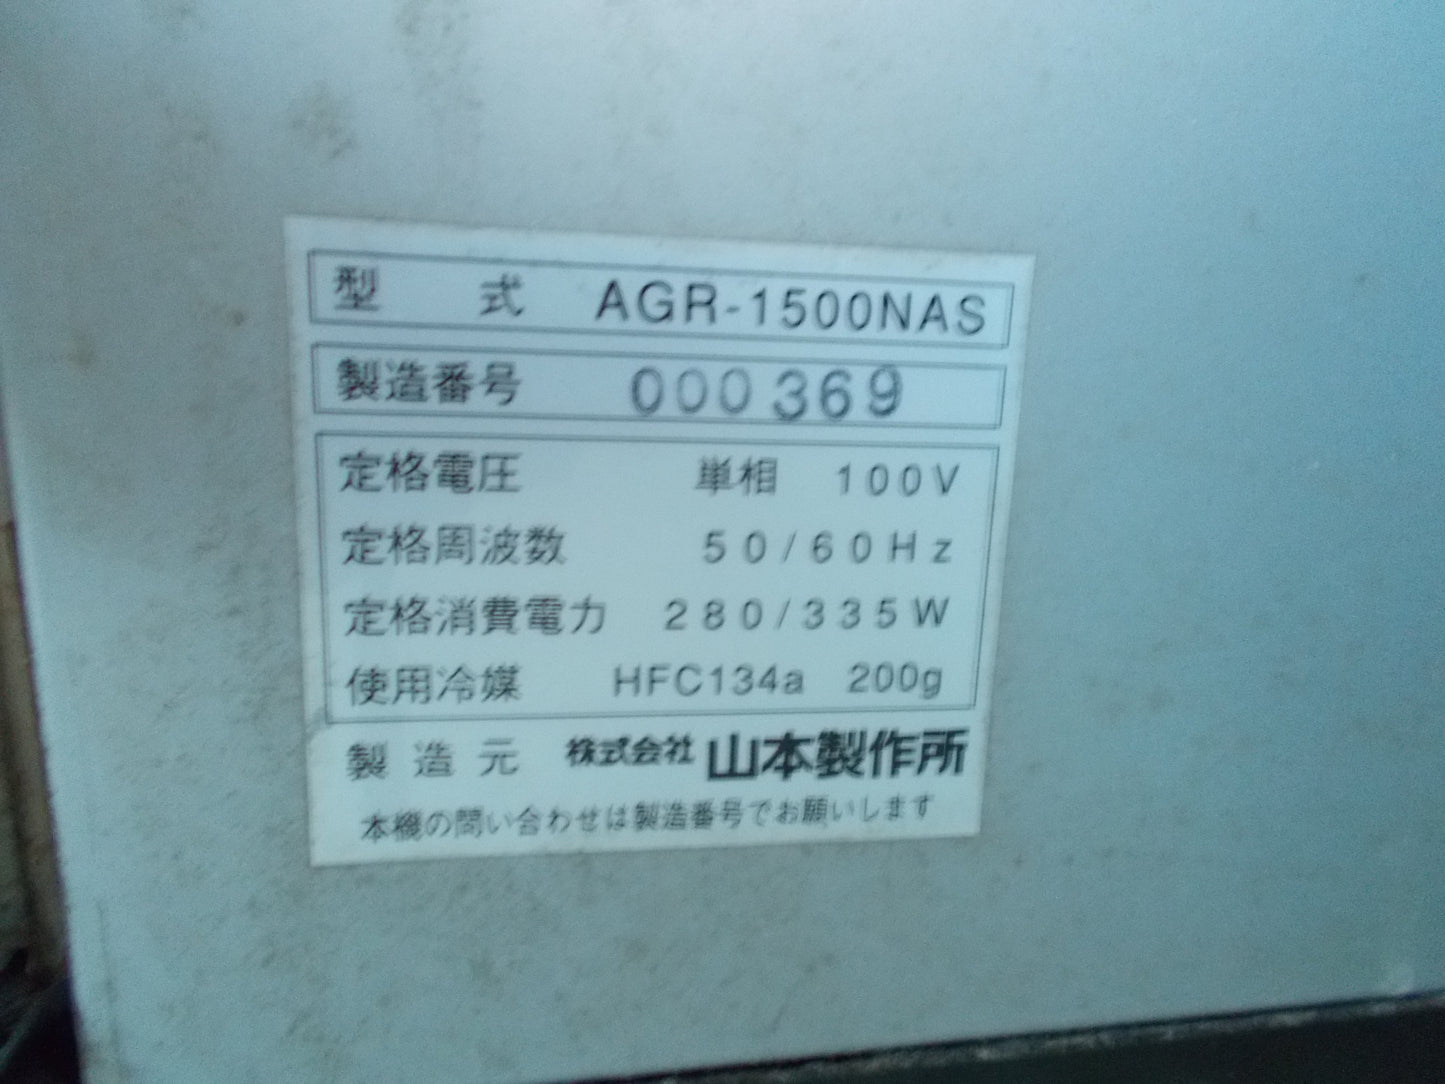 型 式 AGR-1500NAS
製造番号 000369
定格電圧 単相 100V
定格周波数 50/60Hz
定格消費電力 280/335W
使用冷媒 HFC134a 200g
製造元 株式会社 山本製作所
本機の問い合わせは製造番号でお願いします